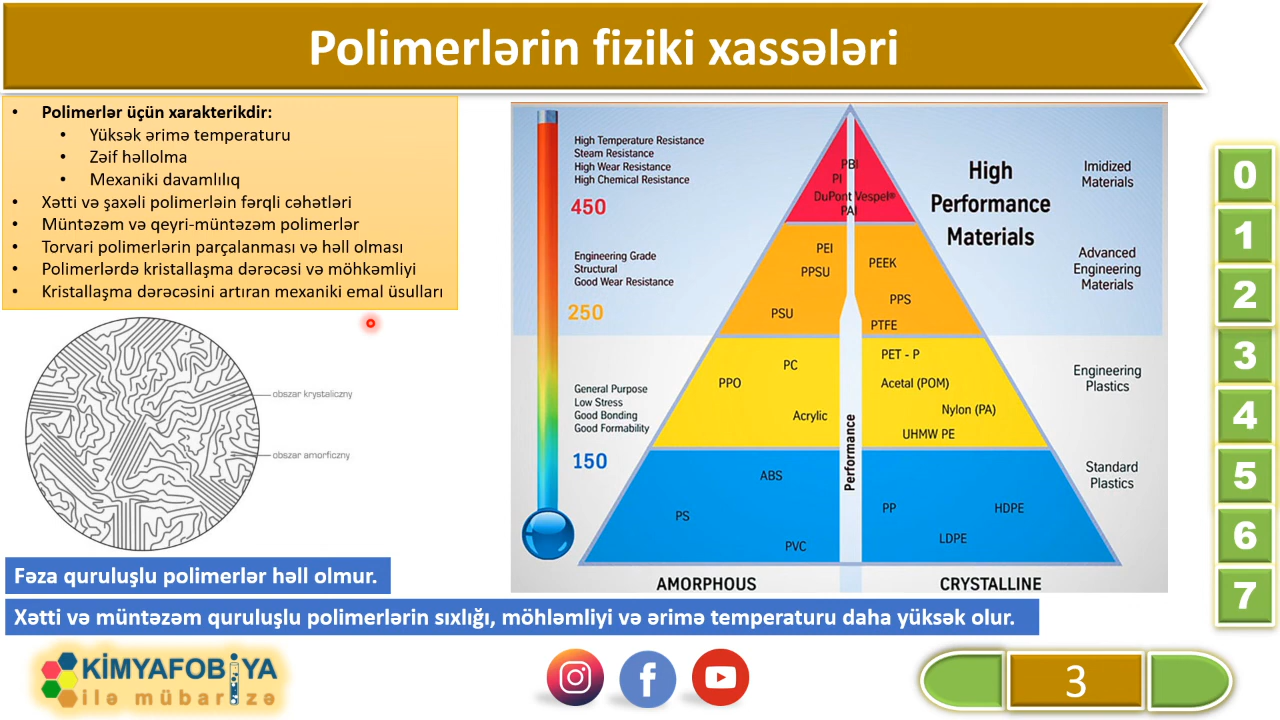 Polimerlərin fiziki xassələri
• Polimerlər üçün xarakterikdir:
• Yüksək ərimə temperaturu
• Zəif həllolma
• Mexaniki davamlılıq
• Xətti və şaxəli polimerləin fərqli cəhətləri
• Müntəzəm və qeyri-müntəzəm polimerlər
• Torvari polimerlərin parçalanması və həll olması
• Polimerlərdə kristallaşma dərəcəsi və möhkəmliyi
• Kristallaşma dərəcəsini artıran mexaniki emal üsulları
obszar krystaliczny
obszar amorficzny
Fəza quruluşlu polimerlər həll olmur.
Xətti və müntəzəm quruluşlu polimerlərin sıxlığı, möhləmliyi və ərimə temperaturu daha yüksək olur.
High Temperature Resistance
Steam Resistance
High Wear Resistance
High Chemical Resistance
450
Engineering Grade
Structural
Good Wear Resistance
250
General Purpose
Low Stress
Good Bonding
Good Formability
150
PBI
PI
DuPont Vespel®
PAI
PEI
PPSU
PSU
PEEK
PPS
PTFE
PC
PPO
Acrylic
PET - P
Acetal (POM)
Nylon (PA)
UHMW PE
ABS
PS
PVC
PP
HDPE
LDPE
Performance
High
Performance
Materials
Imidized
Materials
Advanced
Engineering
Materials
Engineering
Plastics
Standard
Plastics
AMORPHOUS
CRYSTALLINE
0
1
2
3
4
5
6
7
KİMYAFOBİYA
ilə mübarizə
3